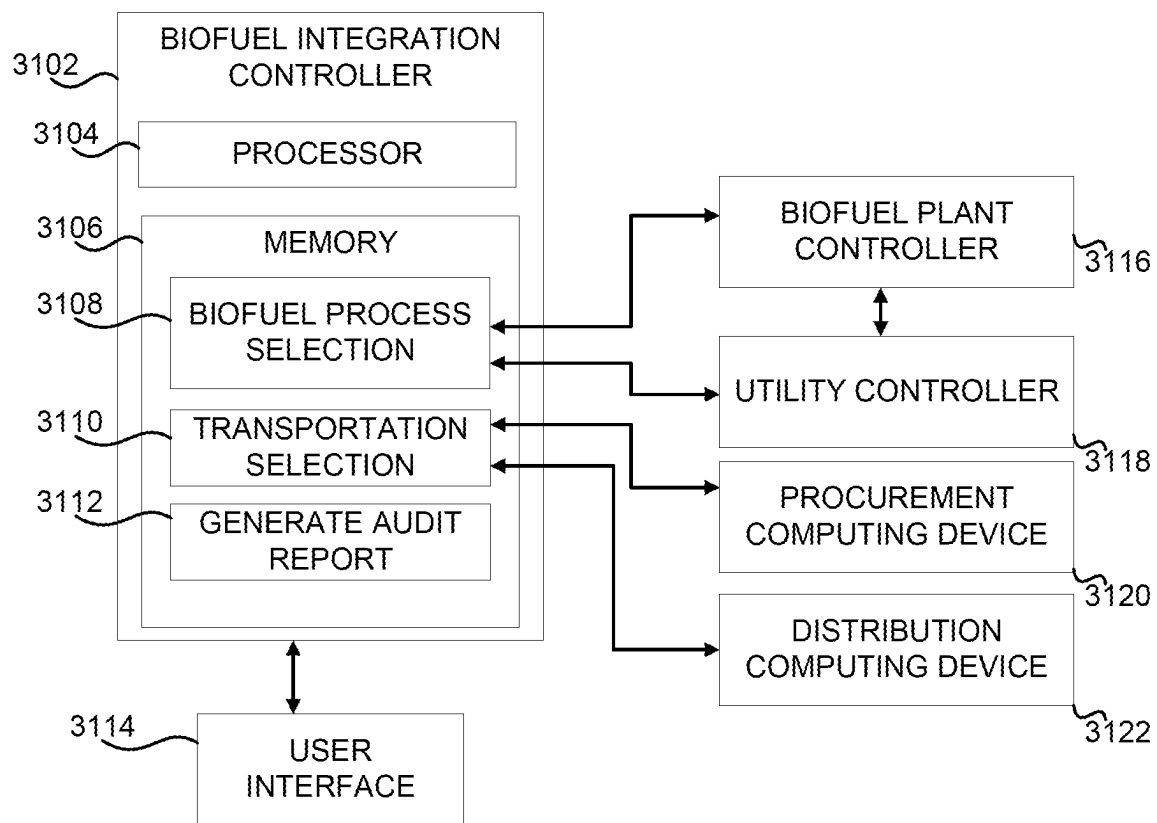 BIOFUEL INTEGRATION
CONTROLLER
3102
3104
PROCESSOR
3106
MEMORY
3108
BIOFUEL PROCESS
SELECTION
3110
TRANSPORTATION
SELECTION
3112
GENERATE AUDIT
REPORT
3114
USER
INTERFACE
BIOFUEL PLANT
CONTROLLER
3116
UTILITY CONTROLLER
3118
PROCUREMENT
COMPUTING DEVICE
3120
DISTRIBUTION
COMPUTING DEVICE
3122